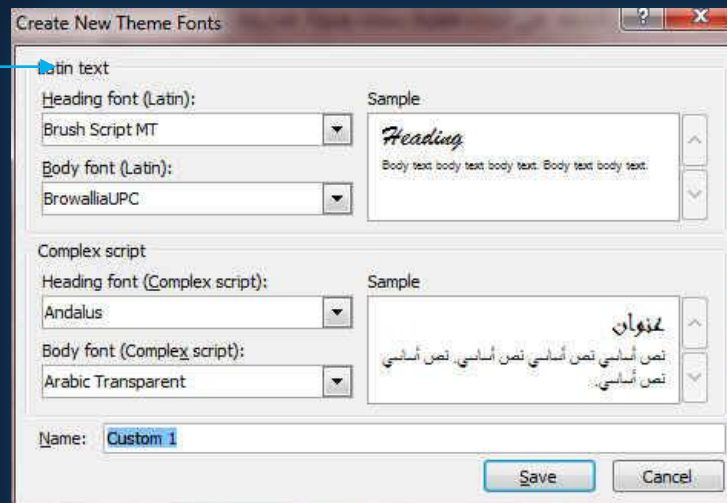 Create New Theme Fonts
Latin text
Heading font (Latin):
Sample
Brush Script MT
Heading
Body text body text body text. Body text body text.
Body font (Latin):
BrowalliaUPC
Complex script
Heading font (Complex script):
Sample
Andalus
عنوان
نص أساسي نص أساسي نص أساسي. نص أساسي
نص أساسي.
Body font (Complex script):
Arabic Transparent
Name: Custom 1
Save Cancel